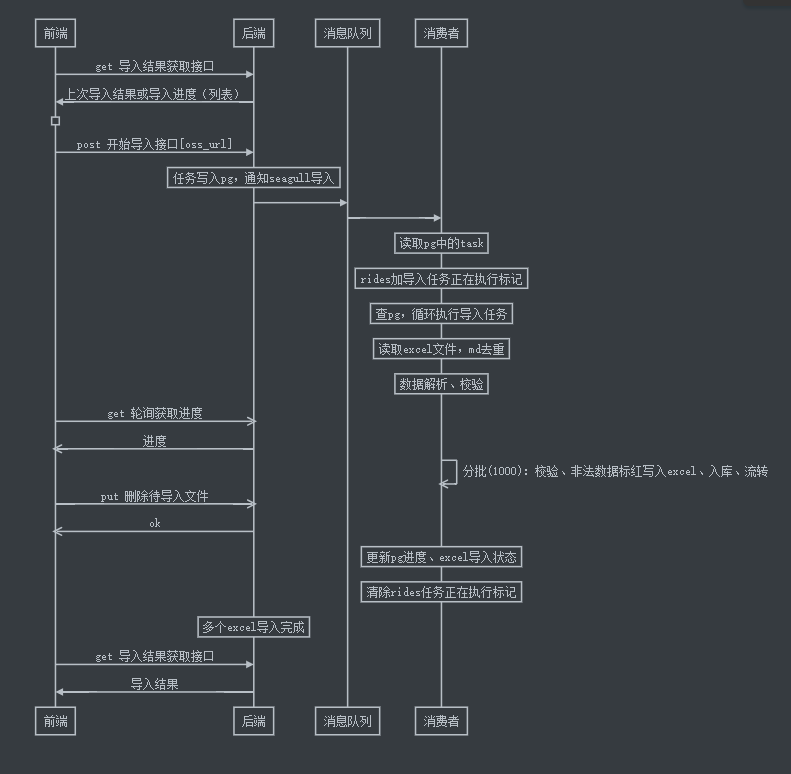 前端
后端
消息队列
消费者
get 导入结果获取接口
上次导入结果或导入进度（列表）
post 开始导入接口[oss_url]
任务写入pg，通知seagull导入
读取pg中的task
rides加导入任务正在执行标记
查pg，循环执行导入任务
读取excel文件，md去重
数据解析、校验
get 轮询获取进度
进度
分批(1000)：校验、非法数据标红写入excel、入库、流转
put 删除待导入文件
ok
更新pg进度、excel导入状态
清除rides任务正在执行标记
多个excel导入完成
get 导入结果获取接口
导入结果
前端
后端
消息队列
消费者